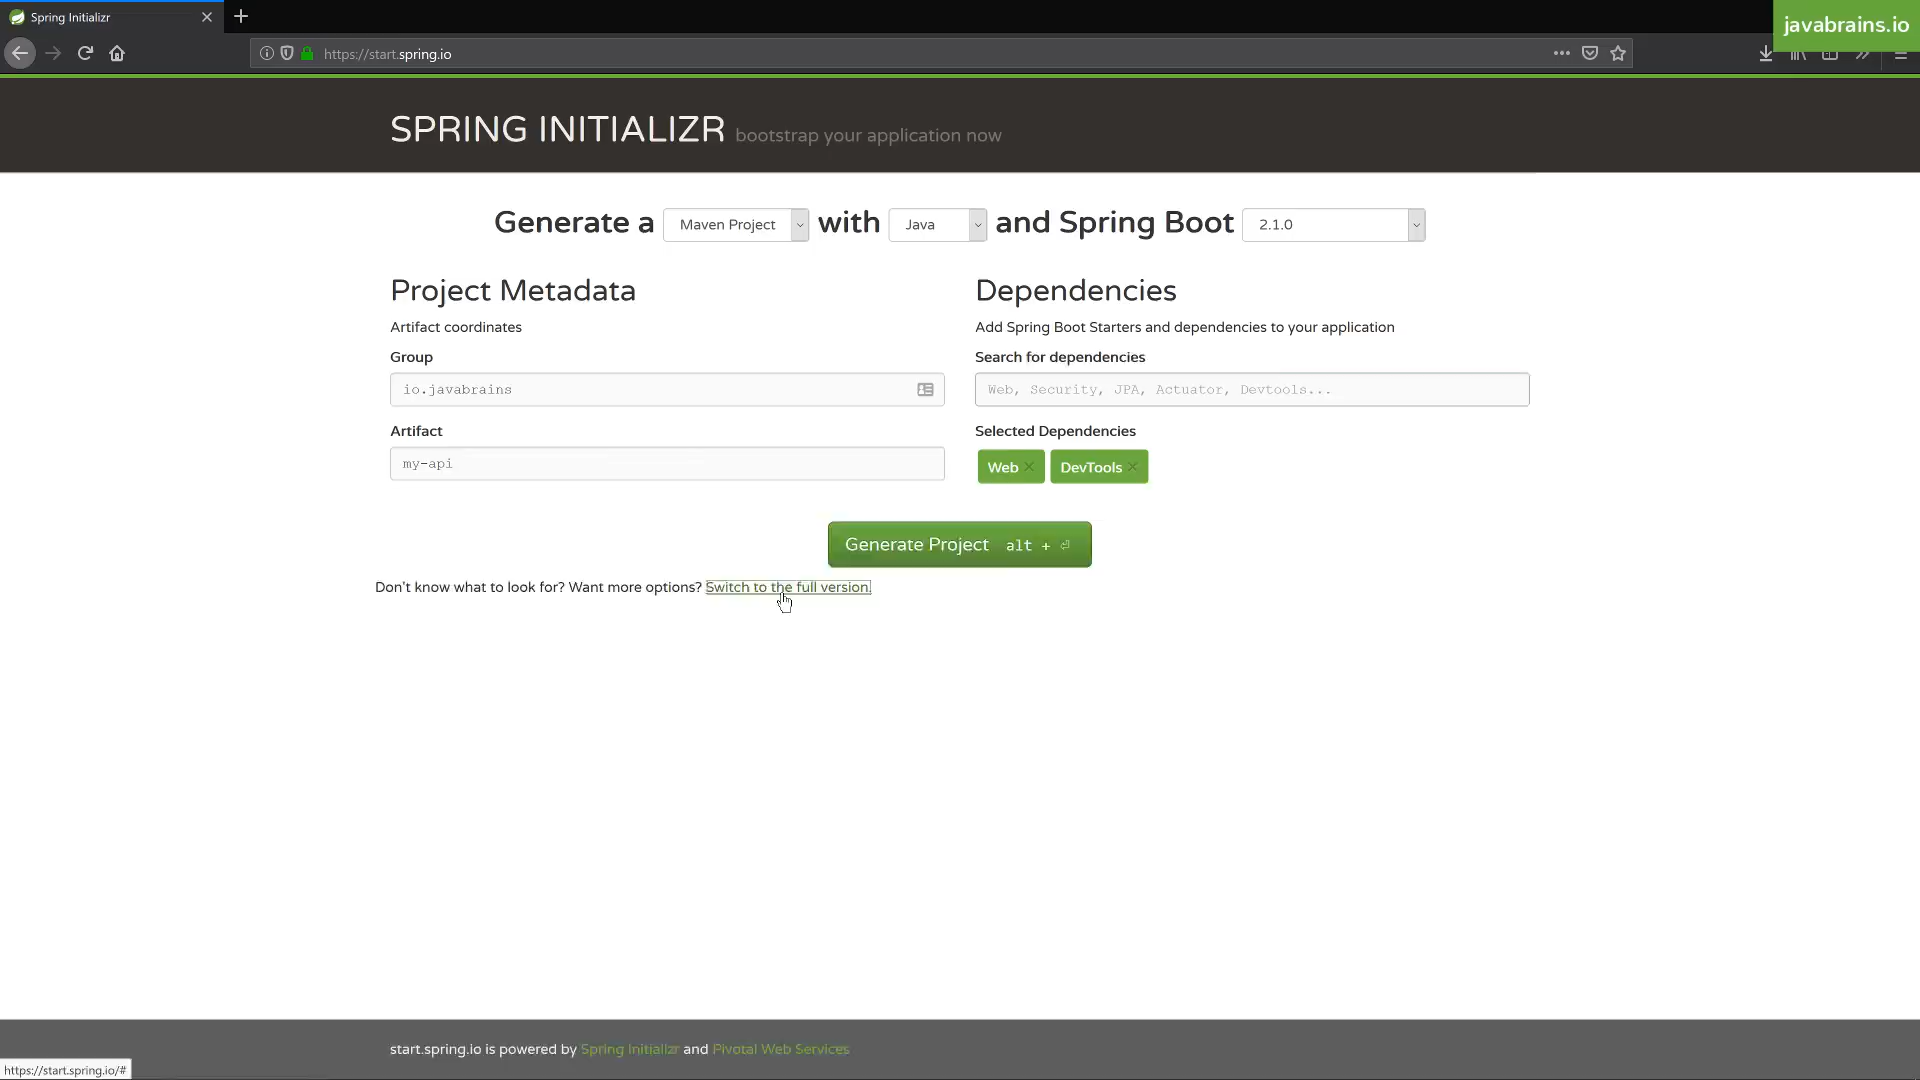 Spring Initializr
javabrains.io
https://start.spring.io
SPRING INITIALIZR bootstrap your application now
Generate a Maven Project with Java and Spring Boot 2.1.0
Project Metadata
Artifact coordinates
Group
io.javabrains
Artifact
my-api
Dependencies
Add Spring Boot Starters and dependencies to your application
Search for dependencies
Web, Security, JPA, Actuator, Devtools...
Selected Dependencies
Web × DevTools ×
Generate Project alt + ⏎
Don't know what to look for? Want more options? Switch to the full version.
start.spring.io is powered by Spring Initializr and Pivotal Web Services
https://start.spring.io/#